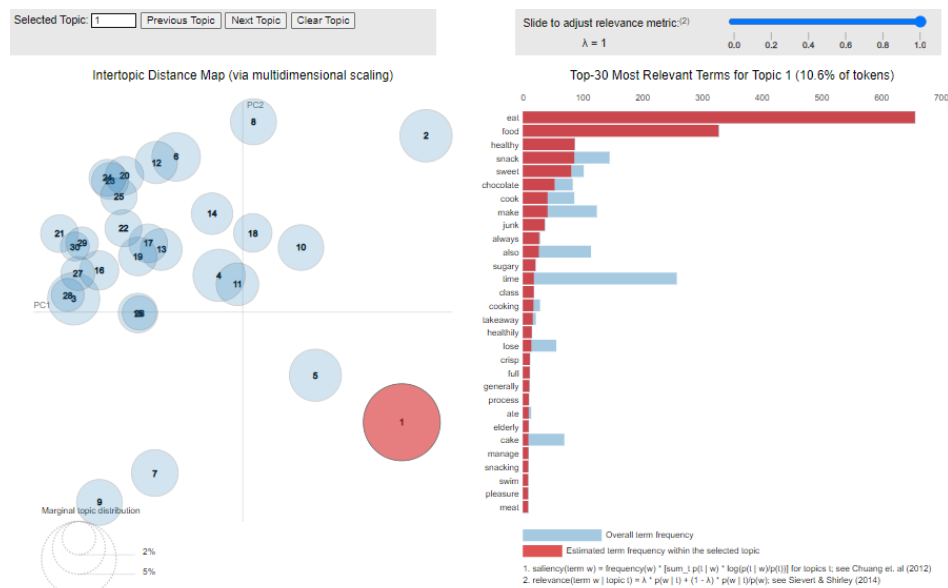 Selected Topic: 1 Previous Topic Next Topic Clear Topic
Slide to adjust relevance metric:(2)
λ = 1
0.0 0.2 0.4 0.6 0.8 1.0
Intertopic Distance Map (via multidimensional scaling)
PC2
PC1
8
2
12
6
24
23
20
25
14
21
22
18
29
30
17
13
19
10
27
16
4
11
28
3
5
1
7
9
Marginal topic distribution
2%
5%
Top-30 Most Relevant Terms for Topic 1 (10.6% of tokens)
0 100 200 300 400 500 600 700
eat
food
healthy
snack
sweet
chocolate
cook
make
junk
always
also
sugary
time
class
cooking
takeaway
healthily
lose
crisp
full
generally
process
ate
elderly
cake
manage
snacking
swim
pleasure
meat
Overall term frequency
Estimated term frequency within the selected topic
1. saliency(term w) = frequency(w) * [sum_t p(t | w) * log(p(t | w)/p(t))] for topics t; see Chuang et. al (2012)
2. relevance(term w | topic t) = λ * p(w | t) + (1 - λ) * p(w | t)/p(w); see Sievert & Shirley (2014)